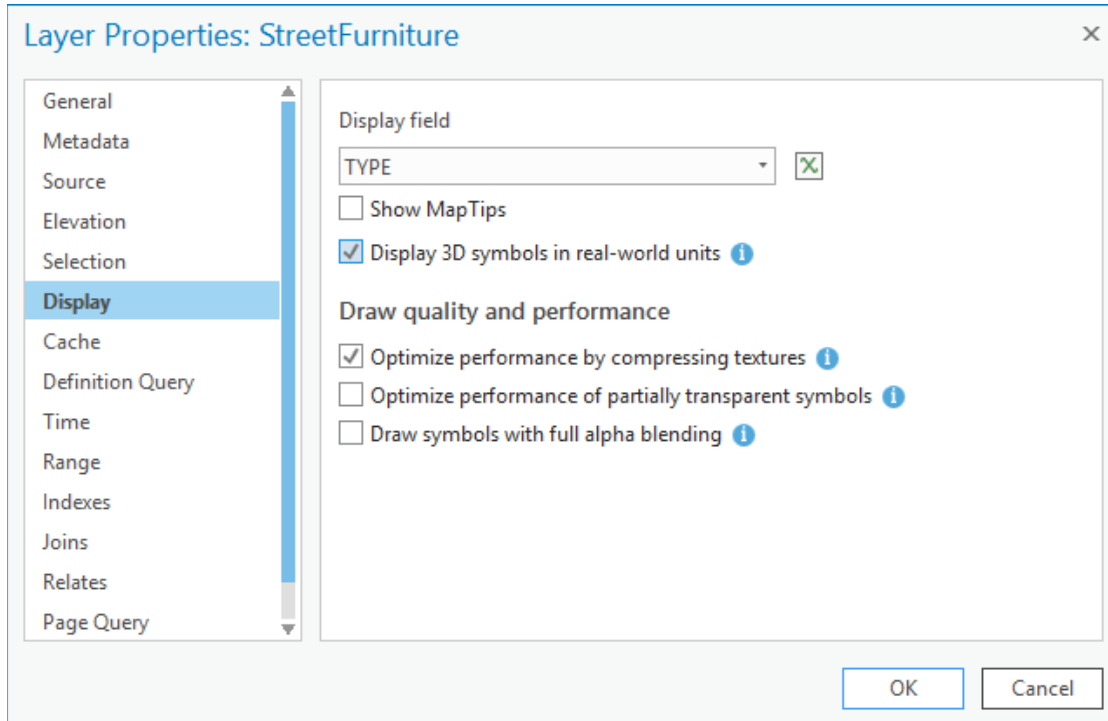 Layer Properties: StreetFurniture
General
Metadata
Source
Elevation
Selection
Display
Cache
Definition Query
Time
Range
Indexes
Joins
Relates
Page Query
Display field
TYPE
Show MapTips
Display 3D symbols in real-world units
Draw quality and performance
Optimize performance by compressing textures
Optimize performance of partially transparent symbols
Draw symbols with full alpha blending
OK
Cancel